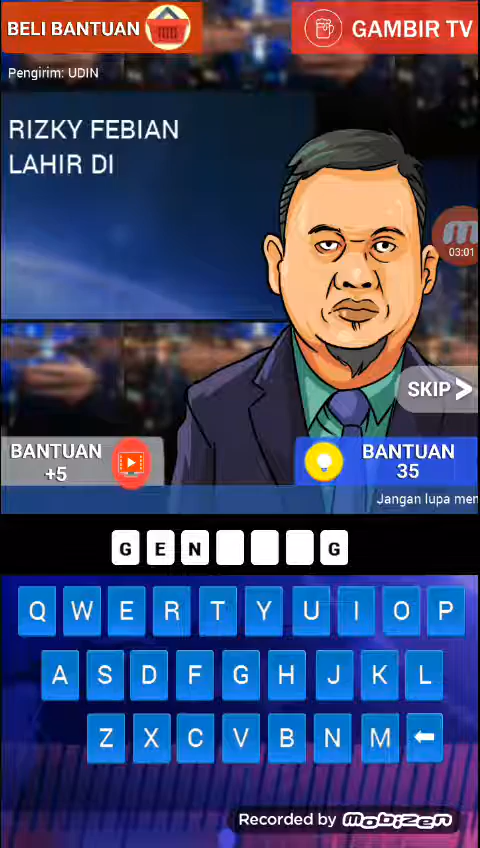 BELI BANTUAN
GAMBIR TV
Pengirim: UDIN
RIZKY FEBIAN
LAHIR DI
03:01
SKIP >
BANTUAN
+5
BANTUAN
35
Jangan lupa men
G E N G
Q W E R T Y U I O P
A S D F G H J K L
Z X C V B N M
Recorded by mobizen